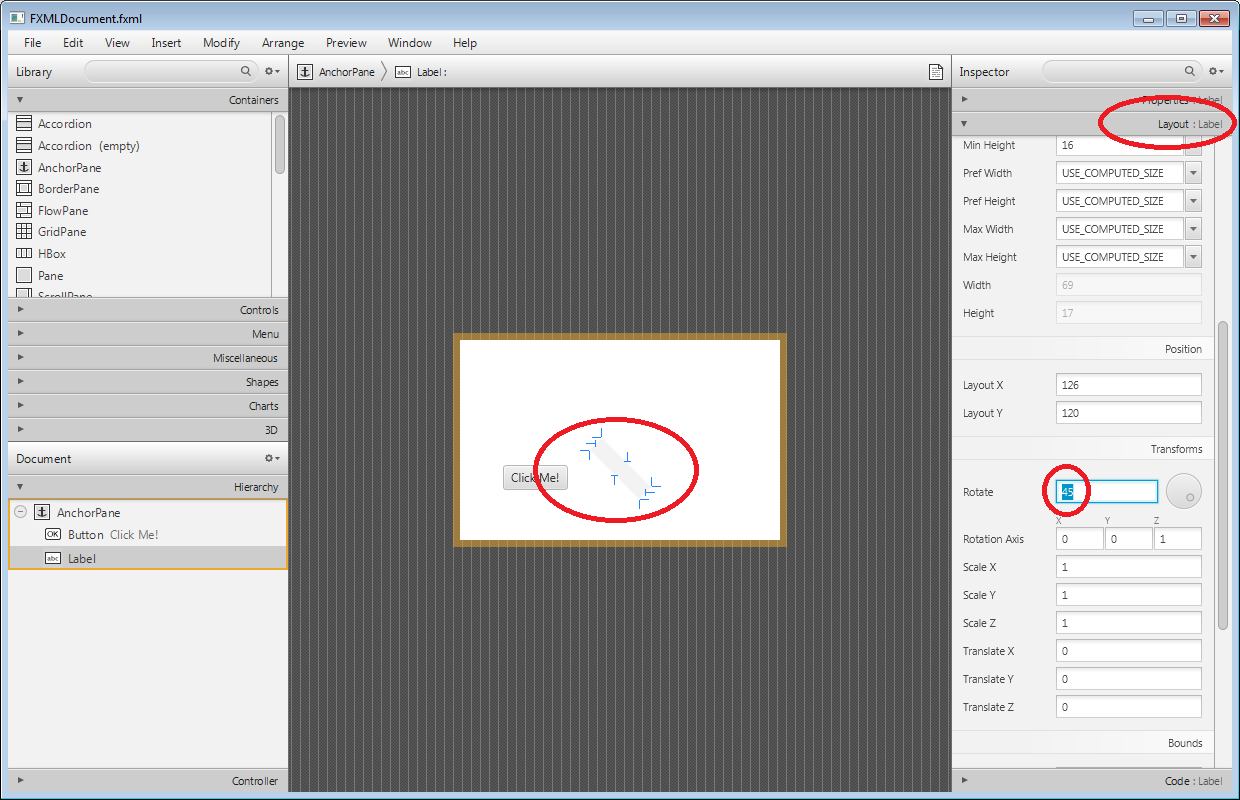 FXMLDocument.fxml
File Edit View Insert Modify Arrange Preview Window Help
Library
AnchorPane
abc Label :
Inspector
Containers
Accordion
Accordion (empty)
AnchorPane
BorderPane
FlowPane
GridPane
HBox
Pane
ScrollPane
Controls
Menu
Miscellaneous
Shapes
Charts
3D
Document
Hierarchy
AnchorPane
OK Button Click Me!
abc Label
Controller
Click Me!
Properties : Label
Layout : Label
Min Height 16
Pref Width USE_COMPUTED_SIZE
Pref Height USE_COMPUTED_SIZE
Max Width USE_COMPUTED_SIZE
Max Height USE_COMPUTED_SIZE
Width 69
Height 17
Position
Layout X 126
Layout Y 120
Transforms
Rotate 45
X Y Z
Rotation Axis 0 0 1
Scale X 1
Scale Y 1
Scale Z 1
Translate X 0
Translate Y 0
Translate Z 0
Bounds
Code : Label